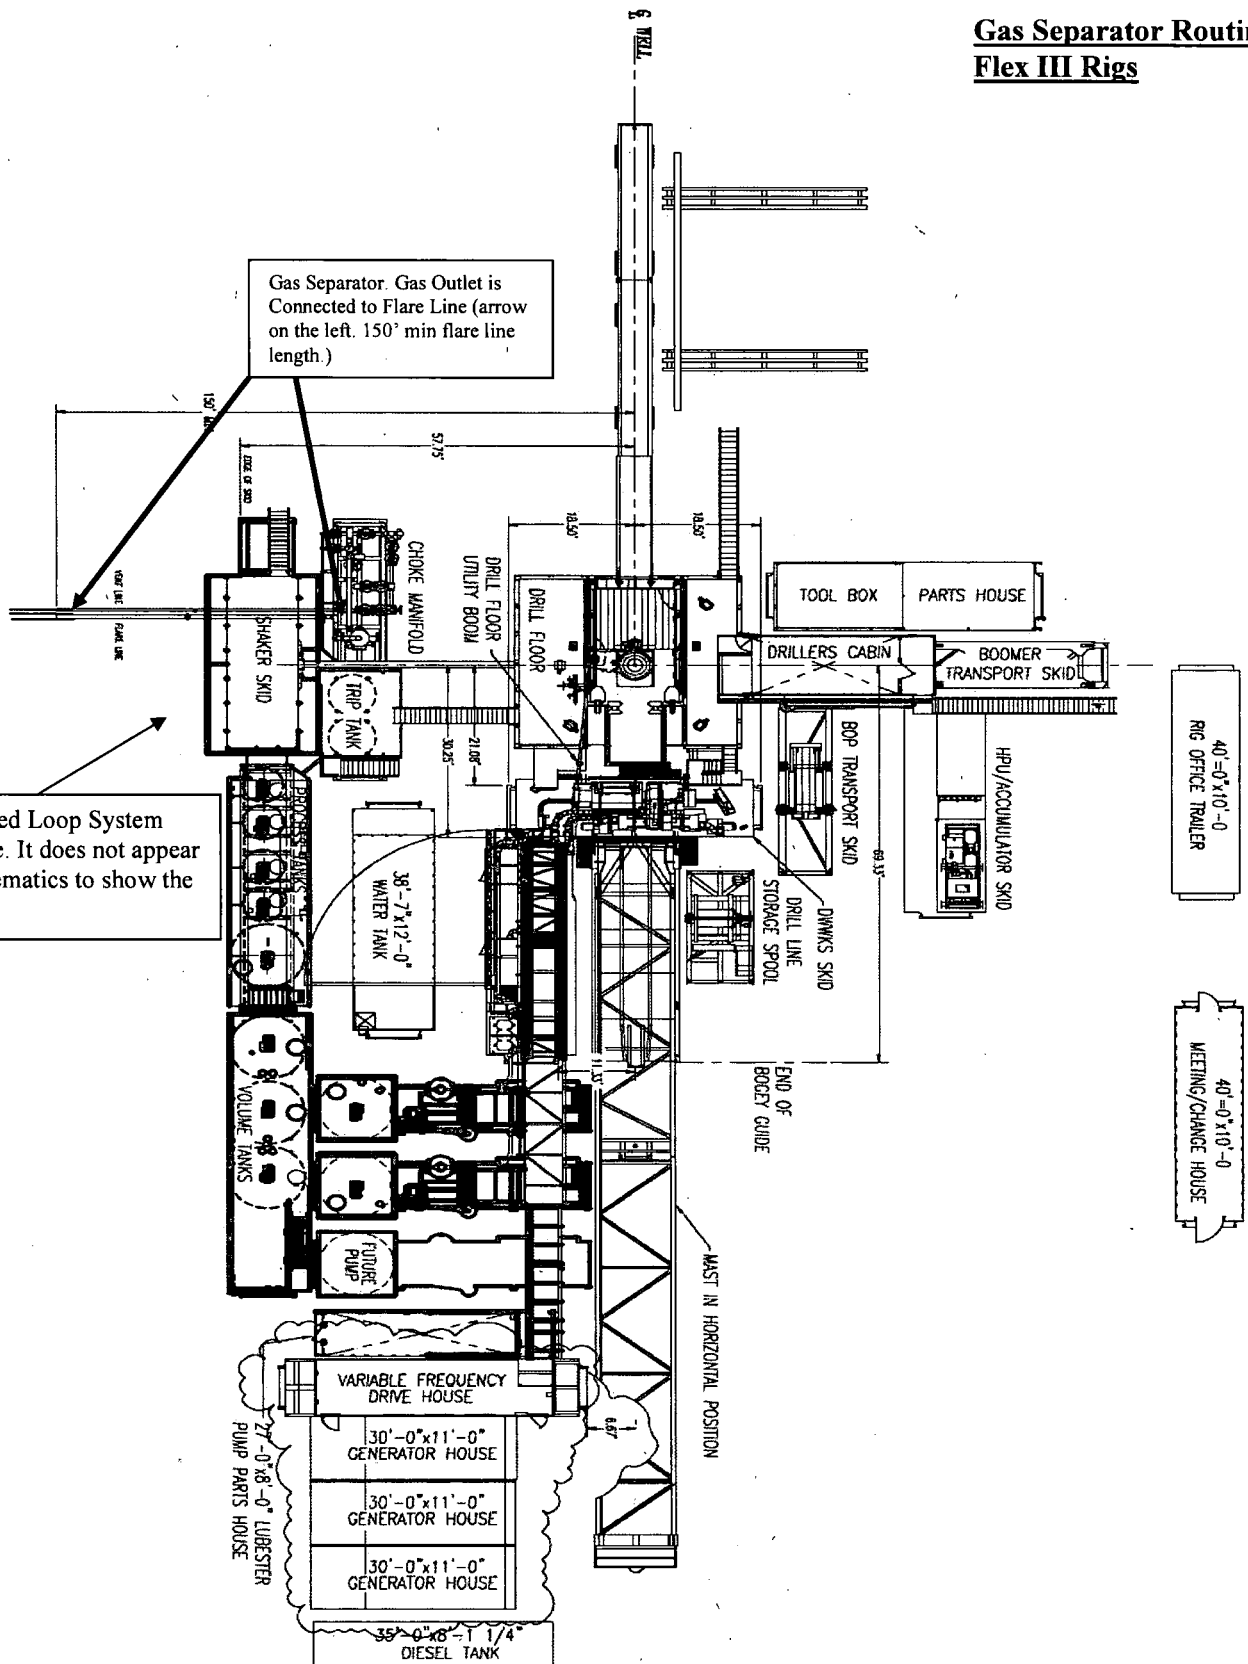 Gas Separator Routin
Flex III Rigs
℄ WELL
Gas Separator. Gas Outlet is
Connected to Flare Line (arrow
on the left. 150' min flare line
length.)
150'
57.75'
EDGE OF SKID
18.50'
18.50'
CHOKE MANIFOLD
DRILL FLOOR
UTILITY BOOM
DRILL FLOOR
TOOL BOX
PARTS HOUSE
DRILLERS CABIN
BOOMER
TRANSPORT SKID
VENT LINE
FLARE LINE
SHAKER SKID
TRIP TANK
30.25'
21.08'
BOP TRANSPORT SKID
HPU/ACCUMULATOR SKID
40'=0"x10'-0
RIG OFFICE TRAILER
69.33'
ed Loop System
e. It does not appear
ematics to show the
PROCESS TANKS
38'-7"x12'-0"
WATER TANK
DWWKS SKID
DRILL LINE
STORAGE SPOOL
11.33'
END OF
BOGEY GUIDE
40'=0"x10'-0
MEETING/CHANGE HOUSE
VOLUME TANKS
FUTURE
PUMP
MAST IN HORIZONTAL POSITION
VARIABLE FREQUENCY
DRIVE HOUSE
6.67'
27'-0"x8'-0" LUBESTER
PUMP PARTS HOUSE
30'-0"x11'-0"
GENERATOR HOUSE
30'-0"x11'-0"
GENERATOR HOUSE
30'-0"x11'-0"
GENERATOR HOUSE
35'-0"x8'-1 1/4"
DIESEL TANK